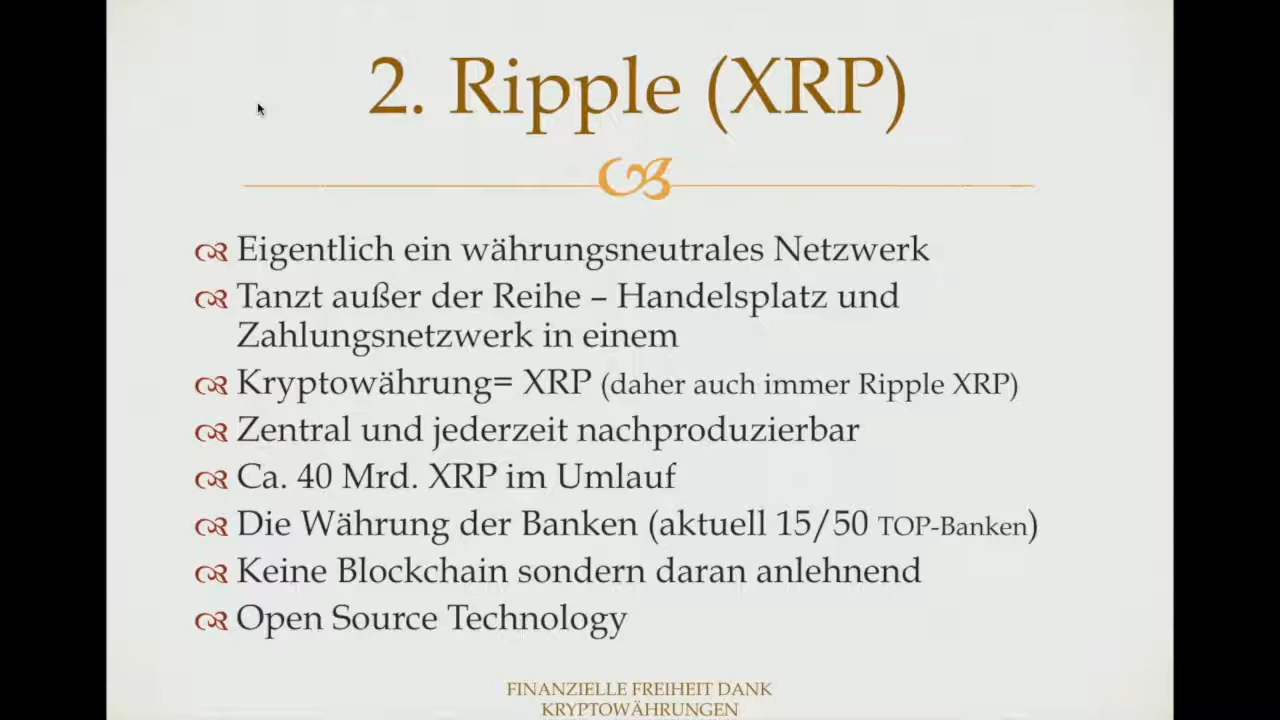 2. Ripple (XRP)
Eigentlich ein währungsneutrales Netzwerk
Tanzt außer der Reihe – Handelsplatz und
Zahlungsnetzwerk in einem
Kryptowährung= XRP (daher auch immer Ripple XRP)
Zentral und jederzeit nachproduzierbar
Ca. 40 Mrd. XRP im Umlauf
Die Währung der Banken (aktuell 15/50 TOP-Banken)
Keine Blockchain sondern daran anlehnend
Open Source Technology
FINANZIELLE FREIHEIT DANK
KRYPTOWÄHRUNGEN